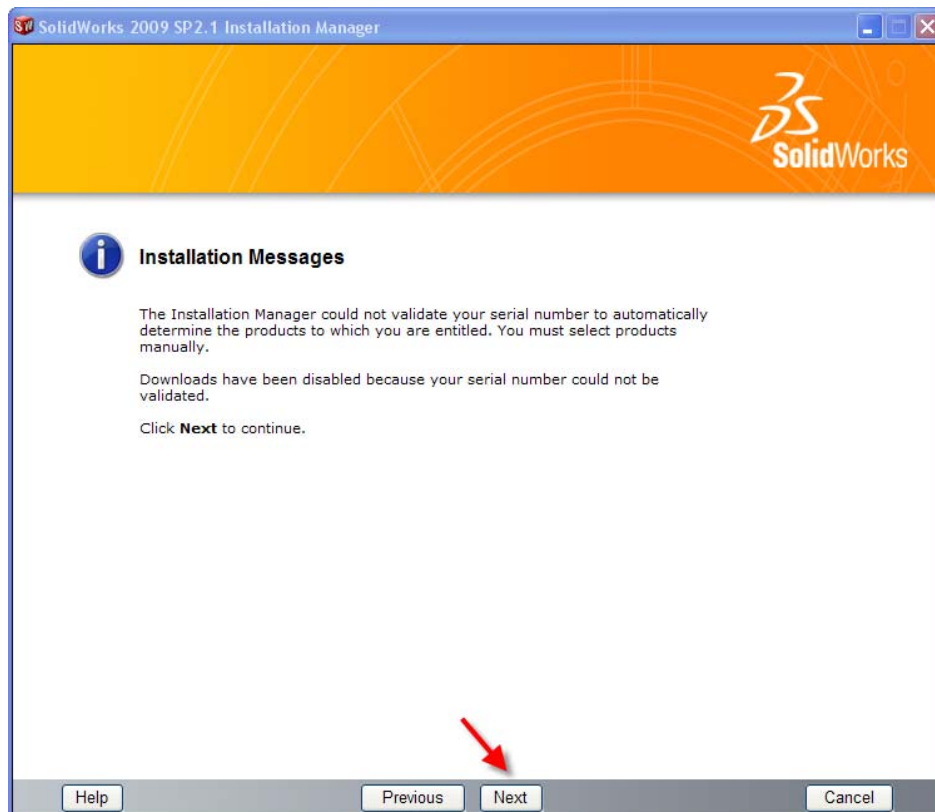 SolidWorks 2009 SP2.1 Installation Manager
SolidWorks
Installation Messages
The Installation Manager could not validate your serial number to automatically
determine the products to which you are entitled. You must select products
manually.
Downloads have been disabled because your serial number could not be
validated.
Click Next to continue.
Help Previous Next Cancel